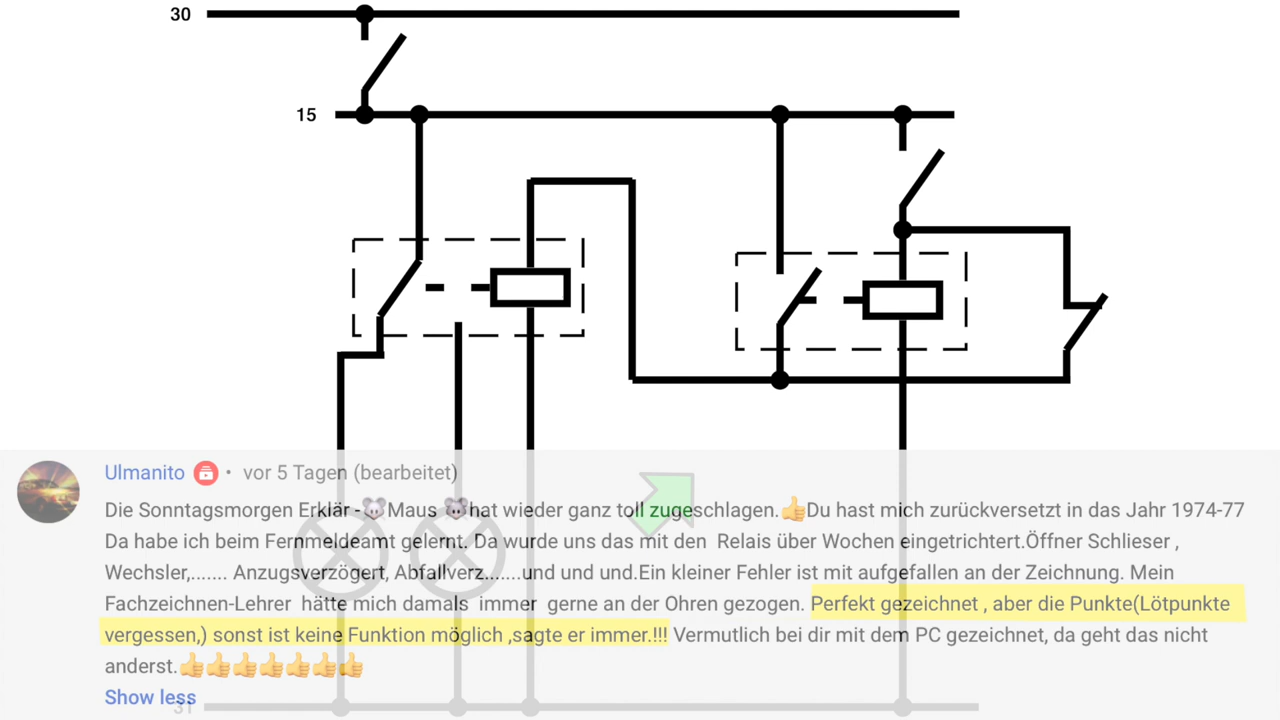 30
15
Ulmanito • vor 5 Tagen (bearbeitet)
Die Sonntagsmorgen Erklär -🐭Maus 🐭hat wieder ganz toll zugeschlagen.👍Du hast mich zurückversetzt in das Jahr 1974-77
Da habe ich beim Fernmeldeamt gelernt. Da wurde uns das mit den Relais über Wochen eingetrichtert.Öffner Schlieser ,
Wechsler,....... Anzugsverzögert, Abfallverz.......und und und.Ein kleiner Fehler ist mit aufgefallen an der Zeichnung. Mein
Fachzeichnen-Lehrer hätte mich damals immer gerne an der Ohren gezogen. Perfekt gezeichnet , aber die Punkte(Lötpunkte
vergessen,) sonst ist keine Funktion möglich ,sagte er immer.!!! Vermutlich bei dir mit dem PC gezeichnet, da geht das nicht
anderst.👍👍👍👍👍👍👍
Show less
31